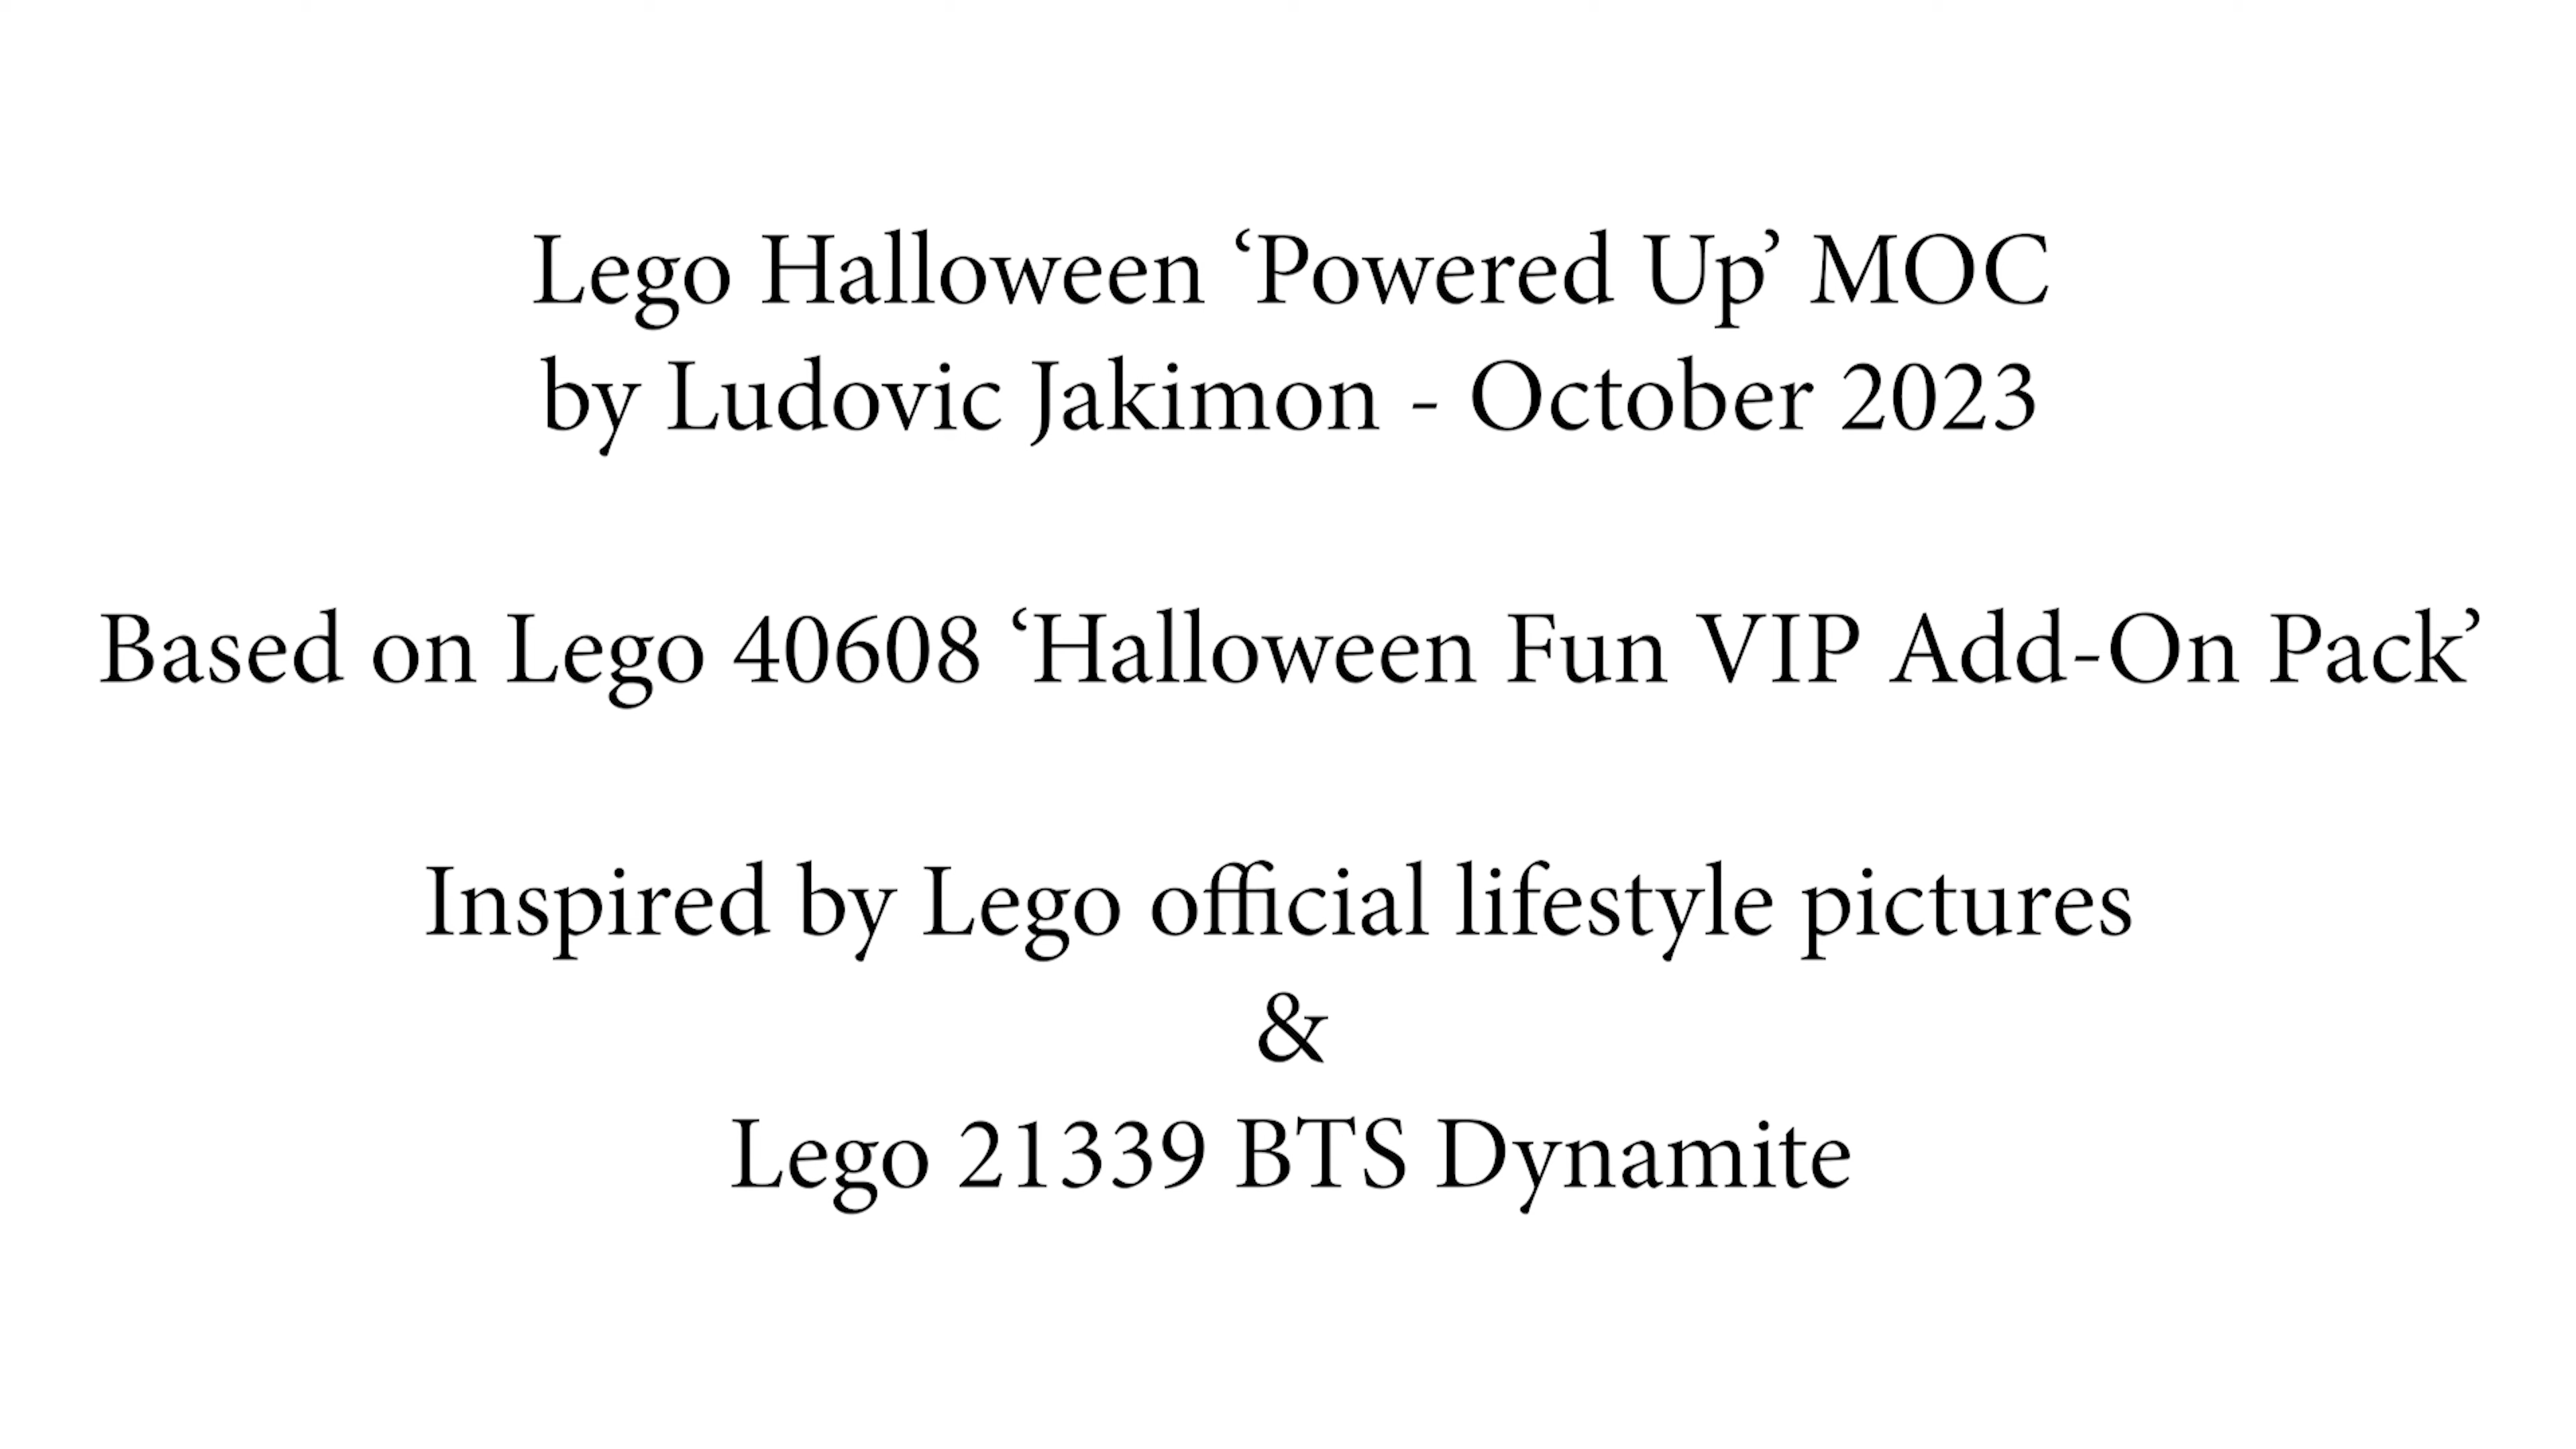 Lego Halloween ‘Powered Up’ MOC
by Ludovic Jakimon - October 2023
Based on Lego 40608 ‘Halloween Fun VIP Add-On Pack’
Inspired by Lego official lifestyle pictures
&
Lego 21339 BTS Dynamite